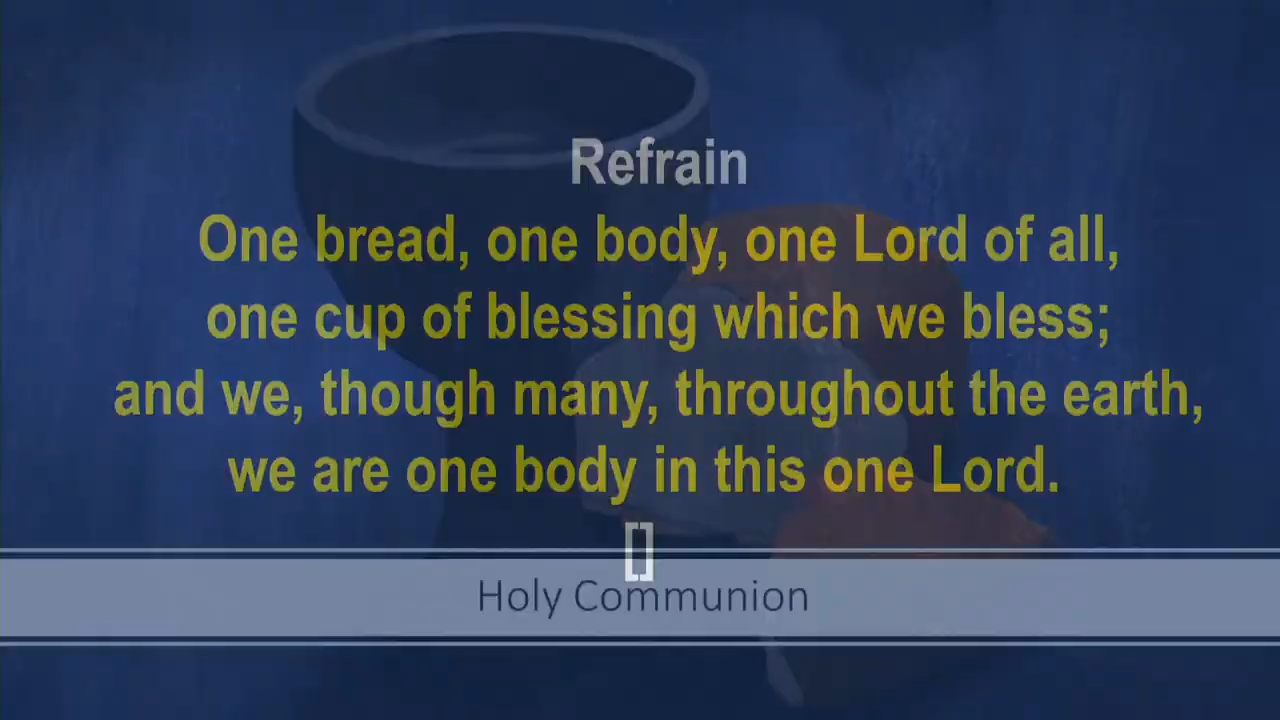 Refrain
One bread, one body, one Lord of all,
one cup of blessing which we bless;
and we, though many, throughout the earth,
we are one body in this one Lord.
[]
Holy Communion